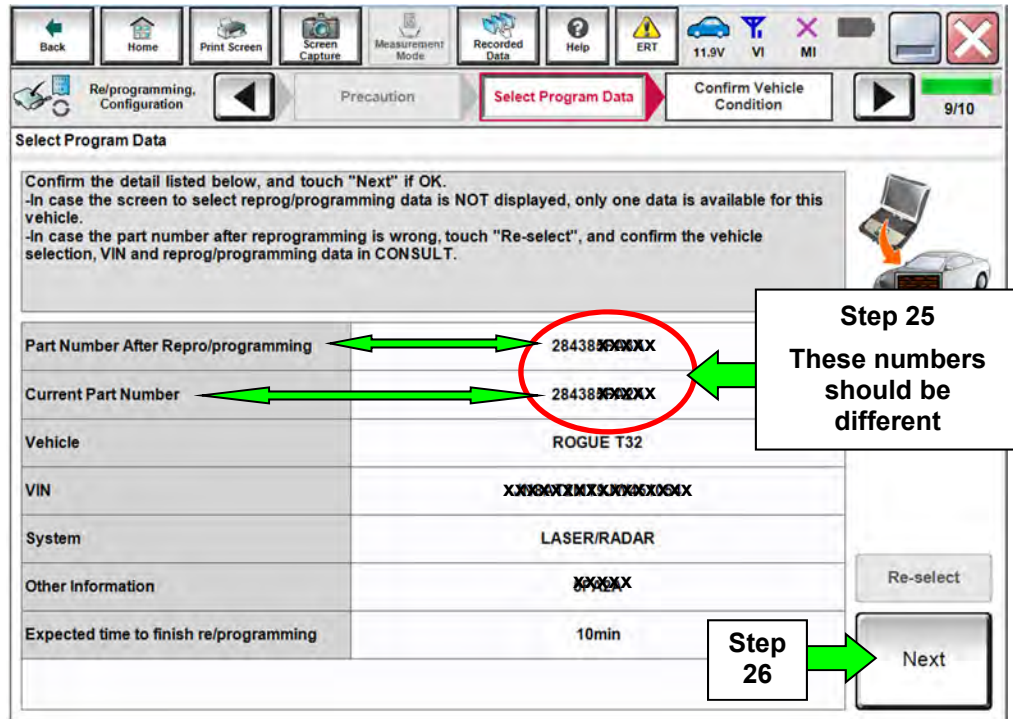 Back
Home
Print Screen
Screen Capture
Measurement Mode
Recorded Data
Help
ERT
11.9V
VI
MI
Re/programming, Configuration
Precaution
Select Program Data
Confirm Vehicle Condition
9/10
Select Program Data
Confirm the detail listed below, and touch "Next" if OK.
-In case the screen to select reprog/programming data is NOT displayed, only one data is available for this
vehicle.
-In case the part number after reprogramming is wrong, touch "Re-select", and confirm the vehicle
selection, VIN and reprog/programming data in CONSULT.
Step 25
These numbers
should be
different
Part Number After Repro/programming 28438
Current Part Number 28438
Vehicle ROGUE T32
VIN
System LASER/RADAR
Other Information
Expected time to finish re/programming 10min
Re-select
Step
26
Next